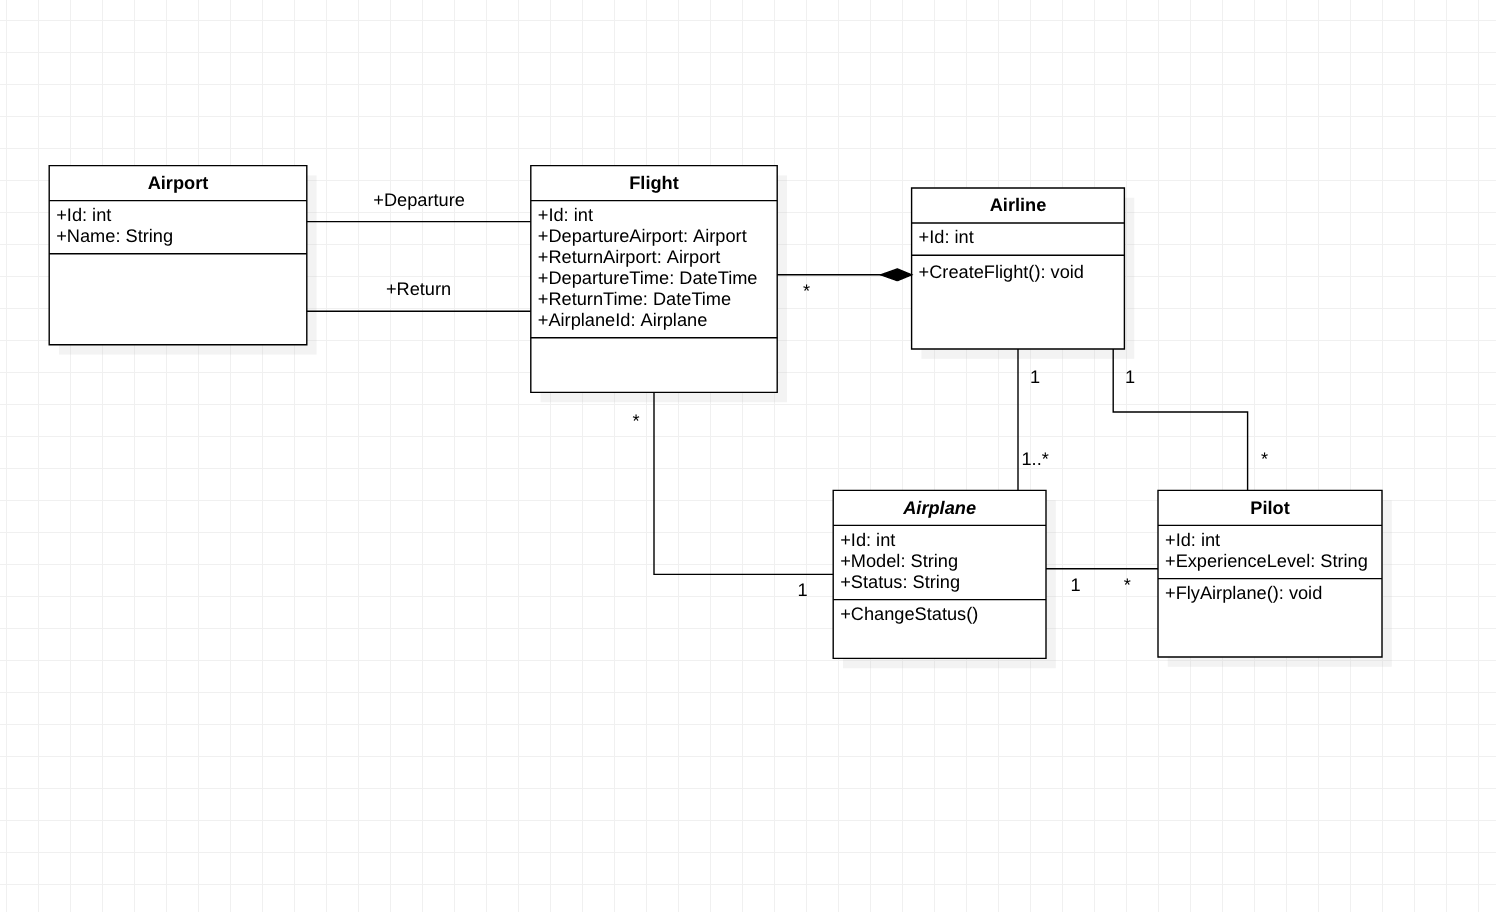 Airport
+Id: int
+Name: String
+Departure
+Return
Flight
+Id: int
+DepartureAirport: Airport
+ReturnAirport: Airport
+DepartureTime: DateTime
+ReturnTime: DateTime
+AirplaneId: Airplane
*
Airline
+Id: int
+CreateFlight(): void
1
1
*
1..*
*
Airplane
+Id: int
+Model: String
+Status: String
+ChangeStatus()
1
1
*
Pilot
+Id: int
+ExperienceLevel: String
+FlyAirplane(): void